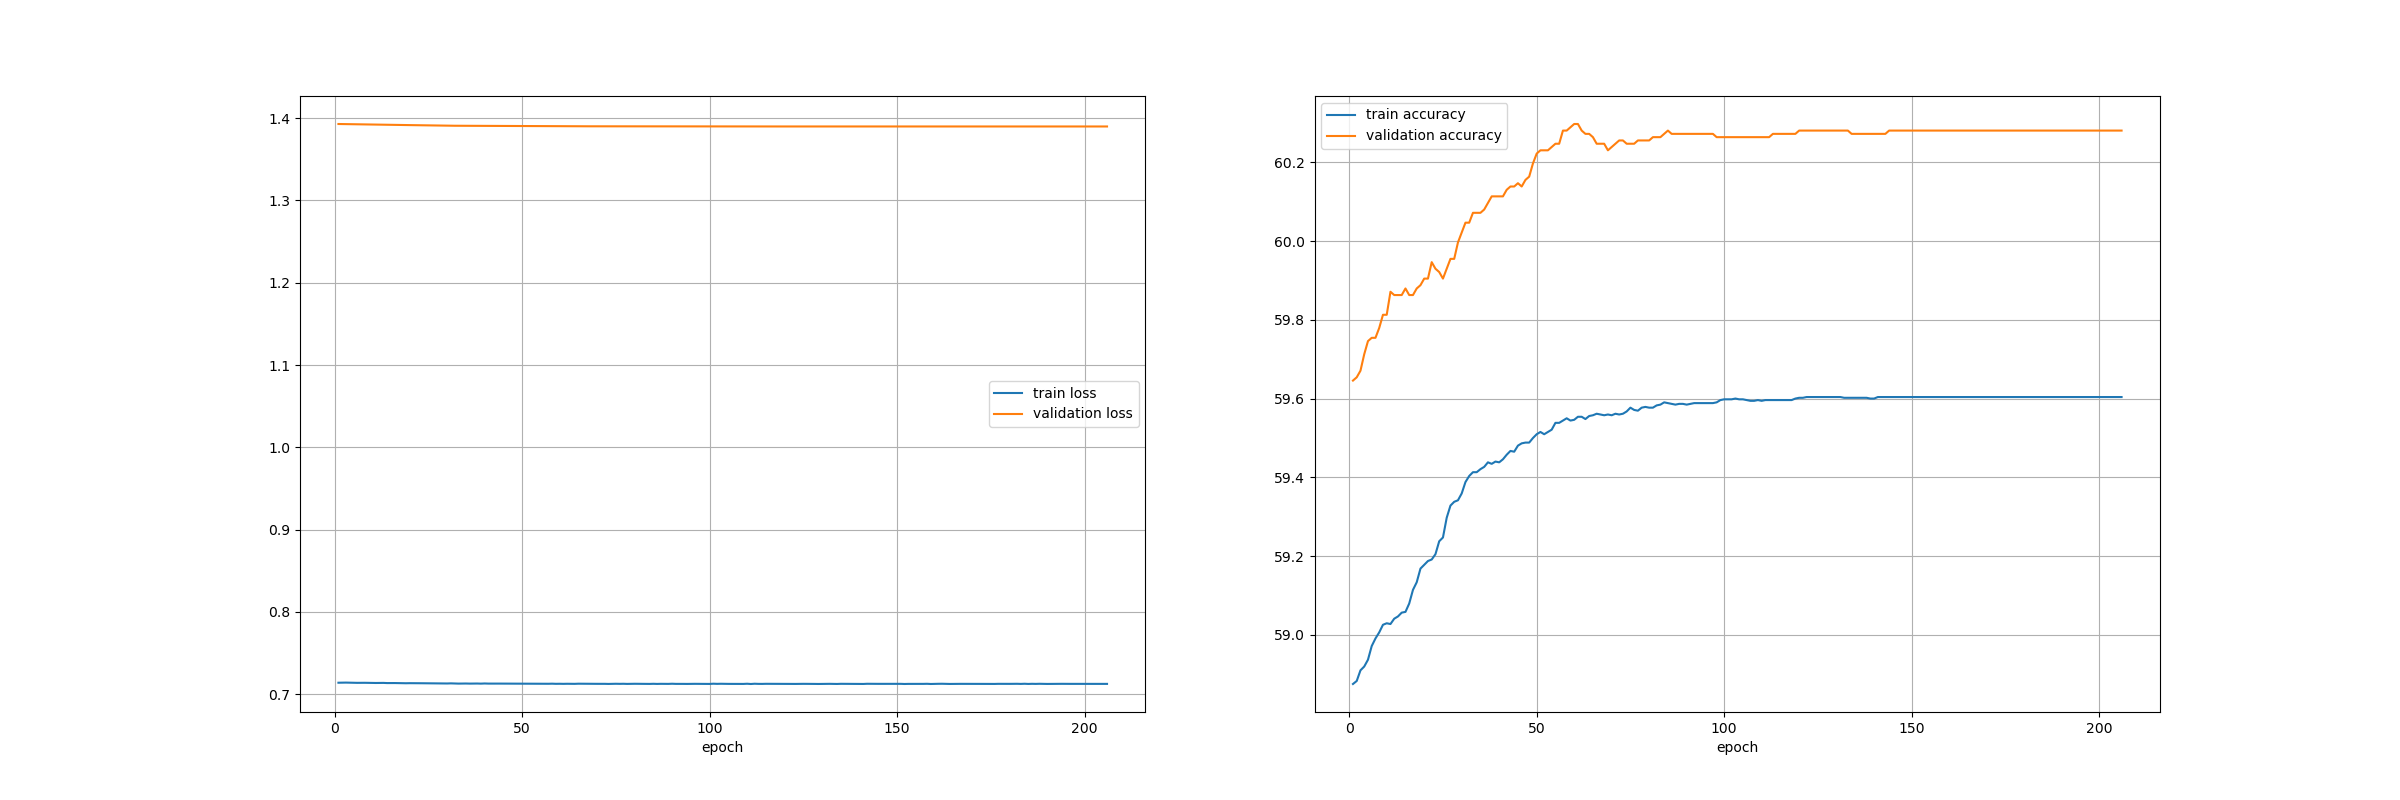 1.4
1.3
1.2
1.1
1.0
0.9
0.8
0.7
0 50 100 150 200
epoch
train loss
validation loss
60.2
60.0
59.8
59.6
59.4
59.2
59.0
0 50 100 150 200
epoch
train accuracy
validation accuracy